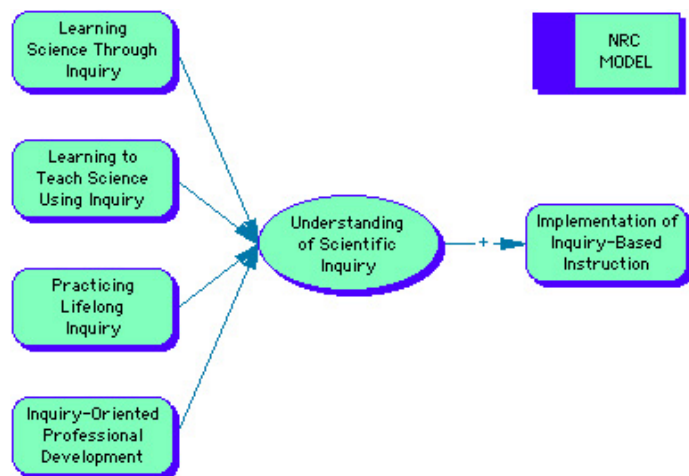 Learning
Science Through
Inquiry
NRC
MODEL
Learning to
Teach Science
Using Inquiry
Understanding
of Scientific
Inquiry
+
Implementation of
Inquiry-Based
Instruction
Practicing
Lifelong
Inquiry
Inquiry-Oriented
Professional
Development